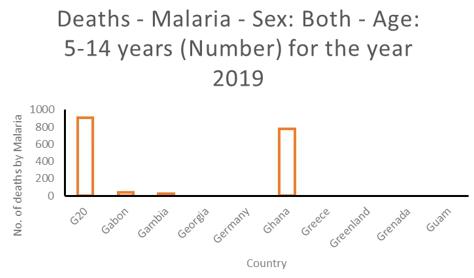 Deaths - Malaria - Sex: Both - Age:
5-14 years (Number) for the year
2019
No. of deaths by Malaria
1000
800
600
400
200
0
G20
Gabon
Gambia
Georgia
Germany
Ghana
Greece
Greenland
Grenada
Guam
Country